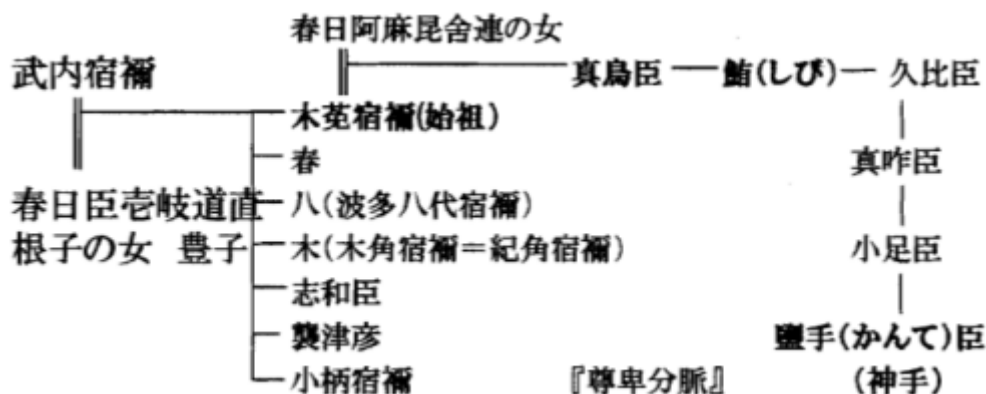 春日阿麻昆舎連の女
武内宿禰
真鳥臣 鮪(しび) 久比臣
木莵宿禰(始祖)
春
真咋臣
春日臣壱岐道直
八(波多八代宿禰)
根子の女 豊子
木(木角宿禰=紀角宿禰)
小足臣
志和臣
襲津彦
鹽手(かんて)臣
小柄宿禰
『尊卑分脈』
(神手)